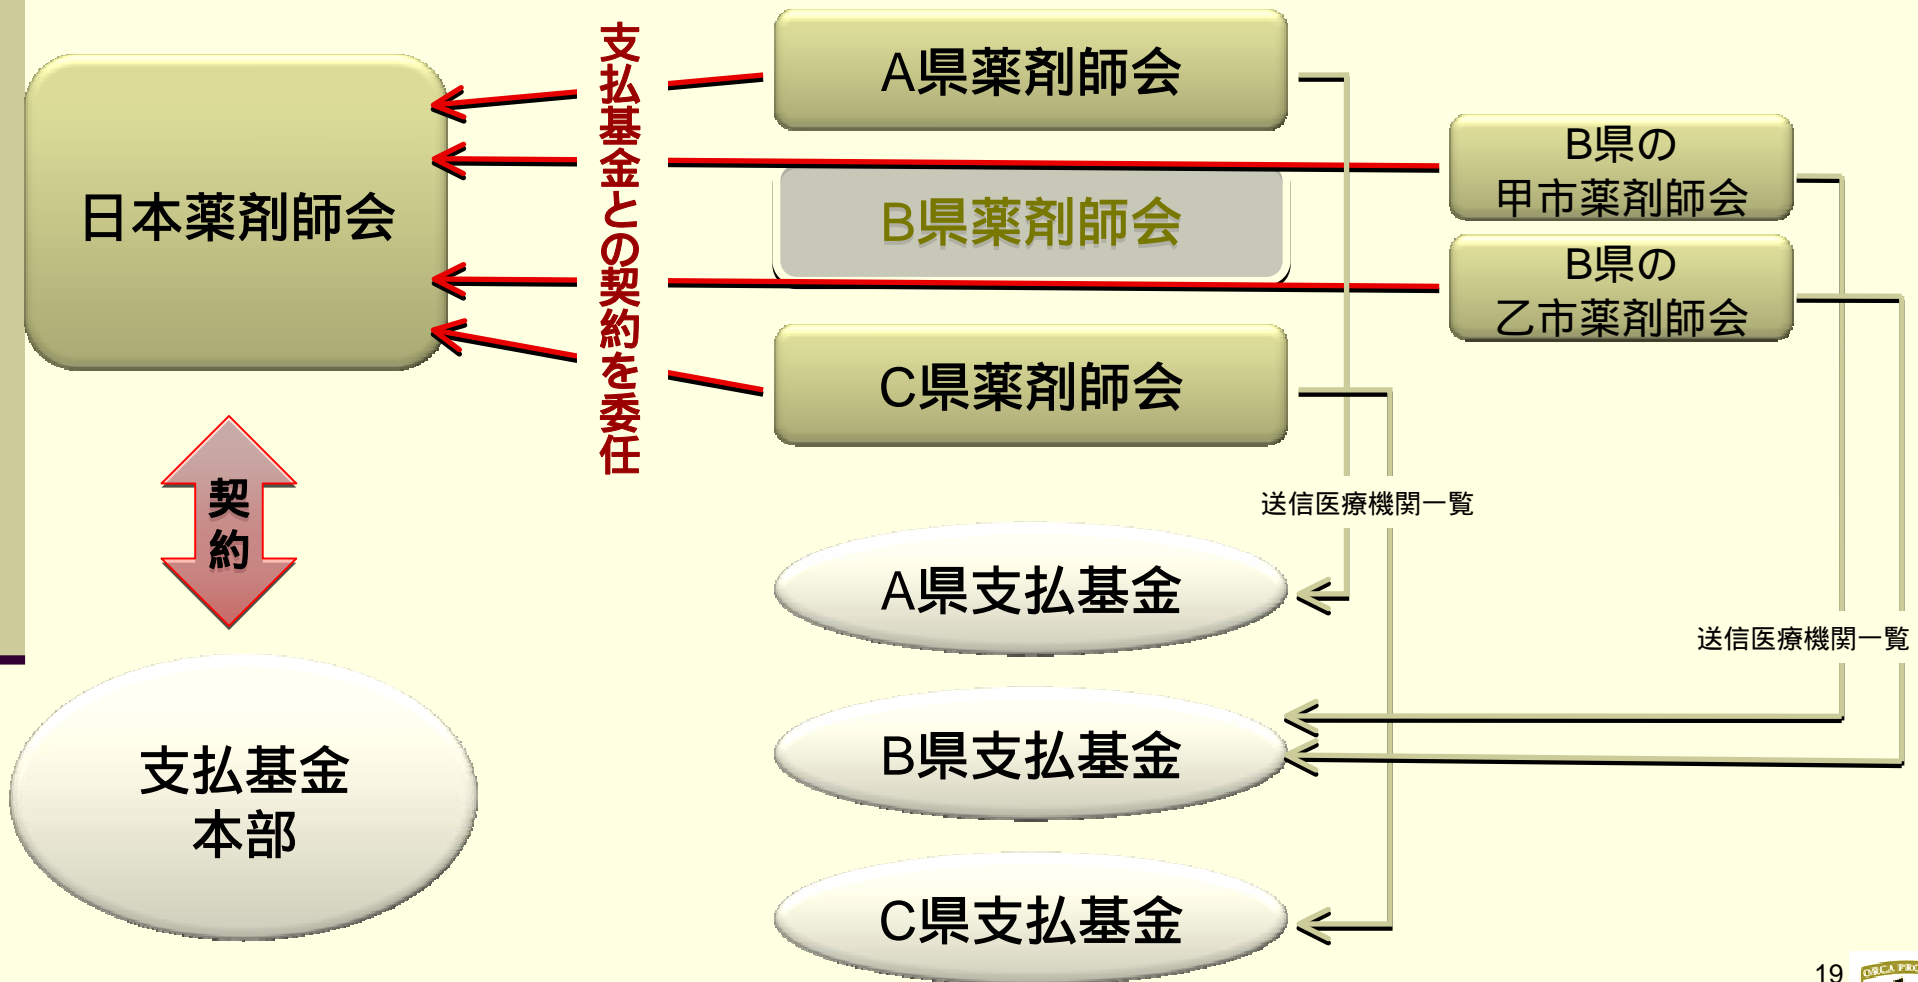 日本薬剤師会
支払基金との契約を委任
A県薬剤師会
B県薬剤師会
C県薬剤師会
B県の
甲市薬剤師会
B県の
乙市薬剤師会
契
約
送信医療機関一覧
送信医療機関一覧
支払基金
本部
A県支払基金
B県支払基金
C県支払基金
19